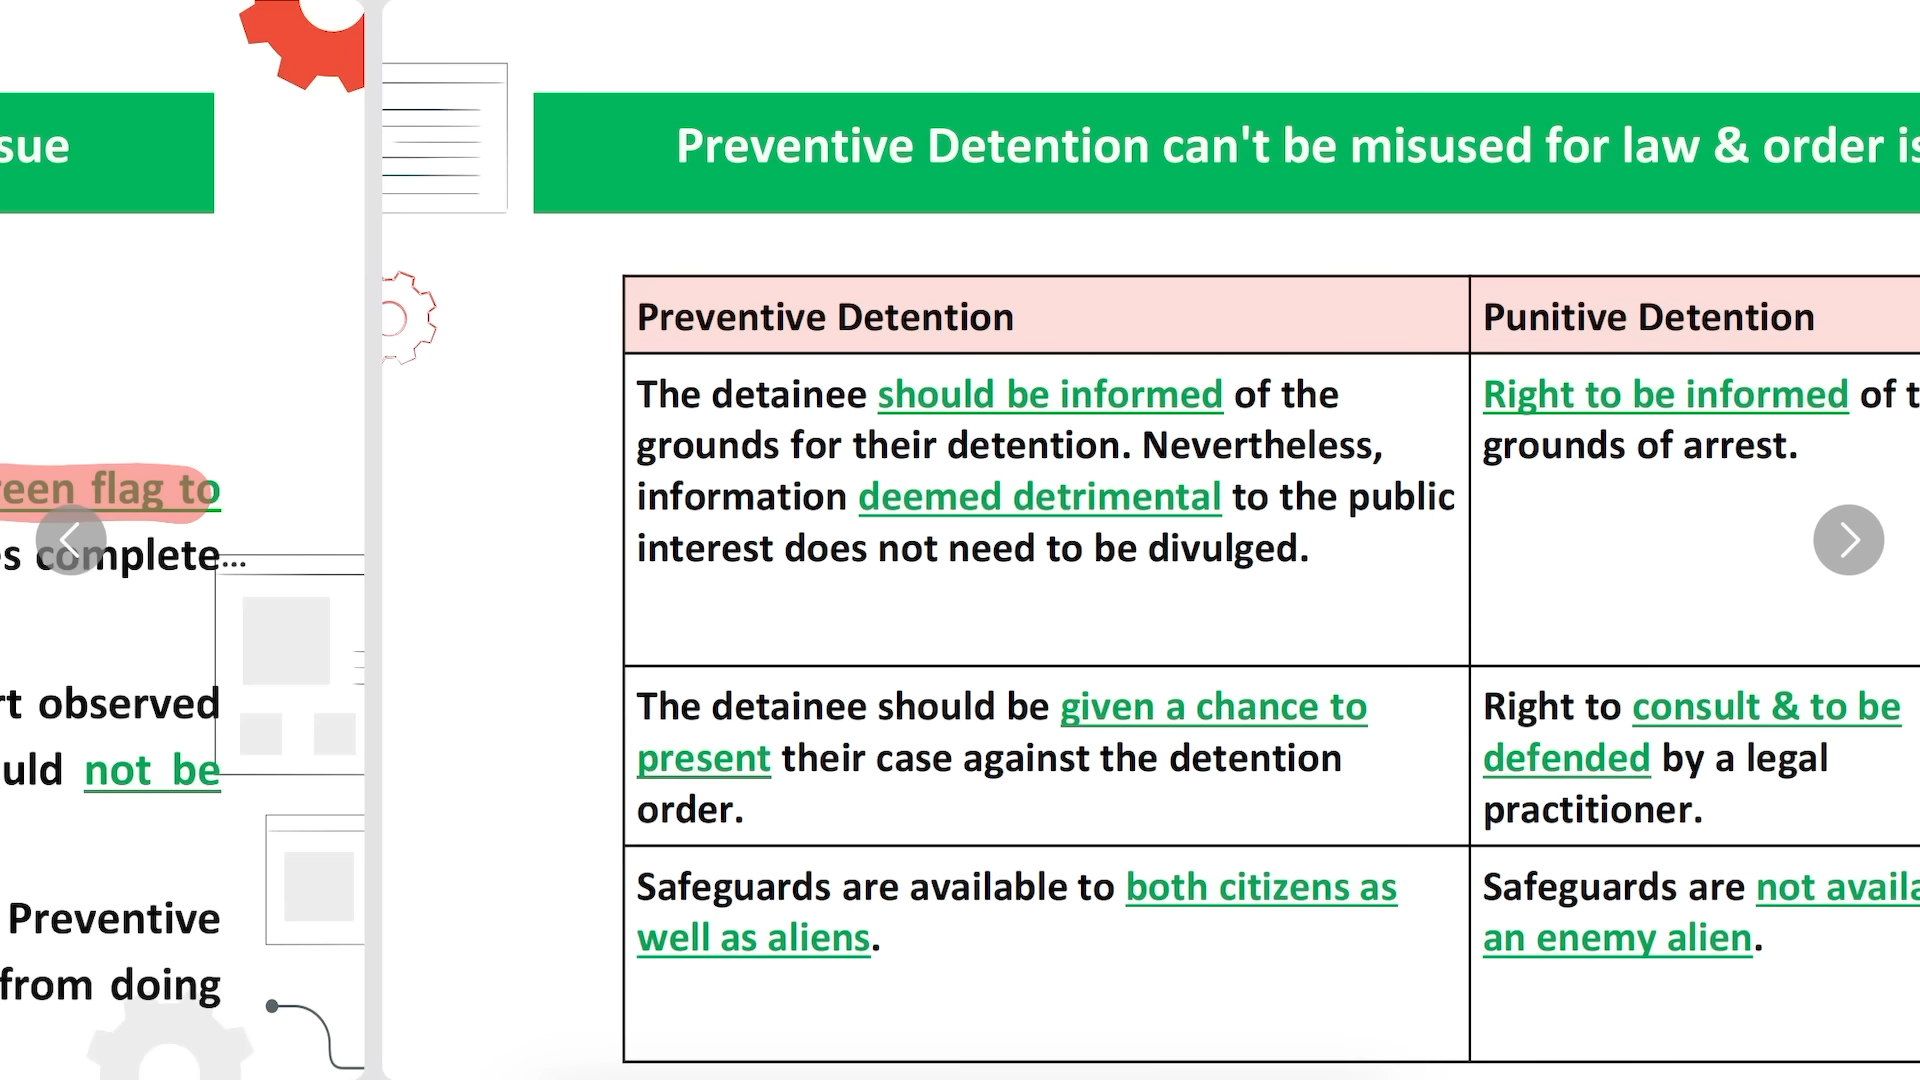 sue
reen flag to
s complete
...
rt observed
uld not be
Preventive
from doing
Preventive Detention can't be misused for law & order is
Preventive Detention
Punitive Detention
The detainee should be informed of the
grounds for their detention. Nevertheless,
information deemed detrimental to the public
interest does not need to be divulged.
Right to be informed of t
grounds of arrest.
The detainee should be given a chance to
present their case against the detention
order.
Right to consult & to be
defended by a legal
practitioner.
Safeguards are available to both citizens as
well as aliens.
Safeguards are not availa
an enemy alien.